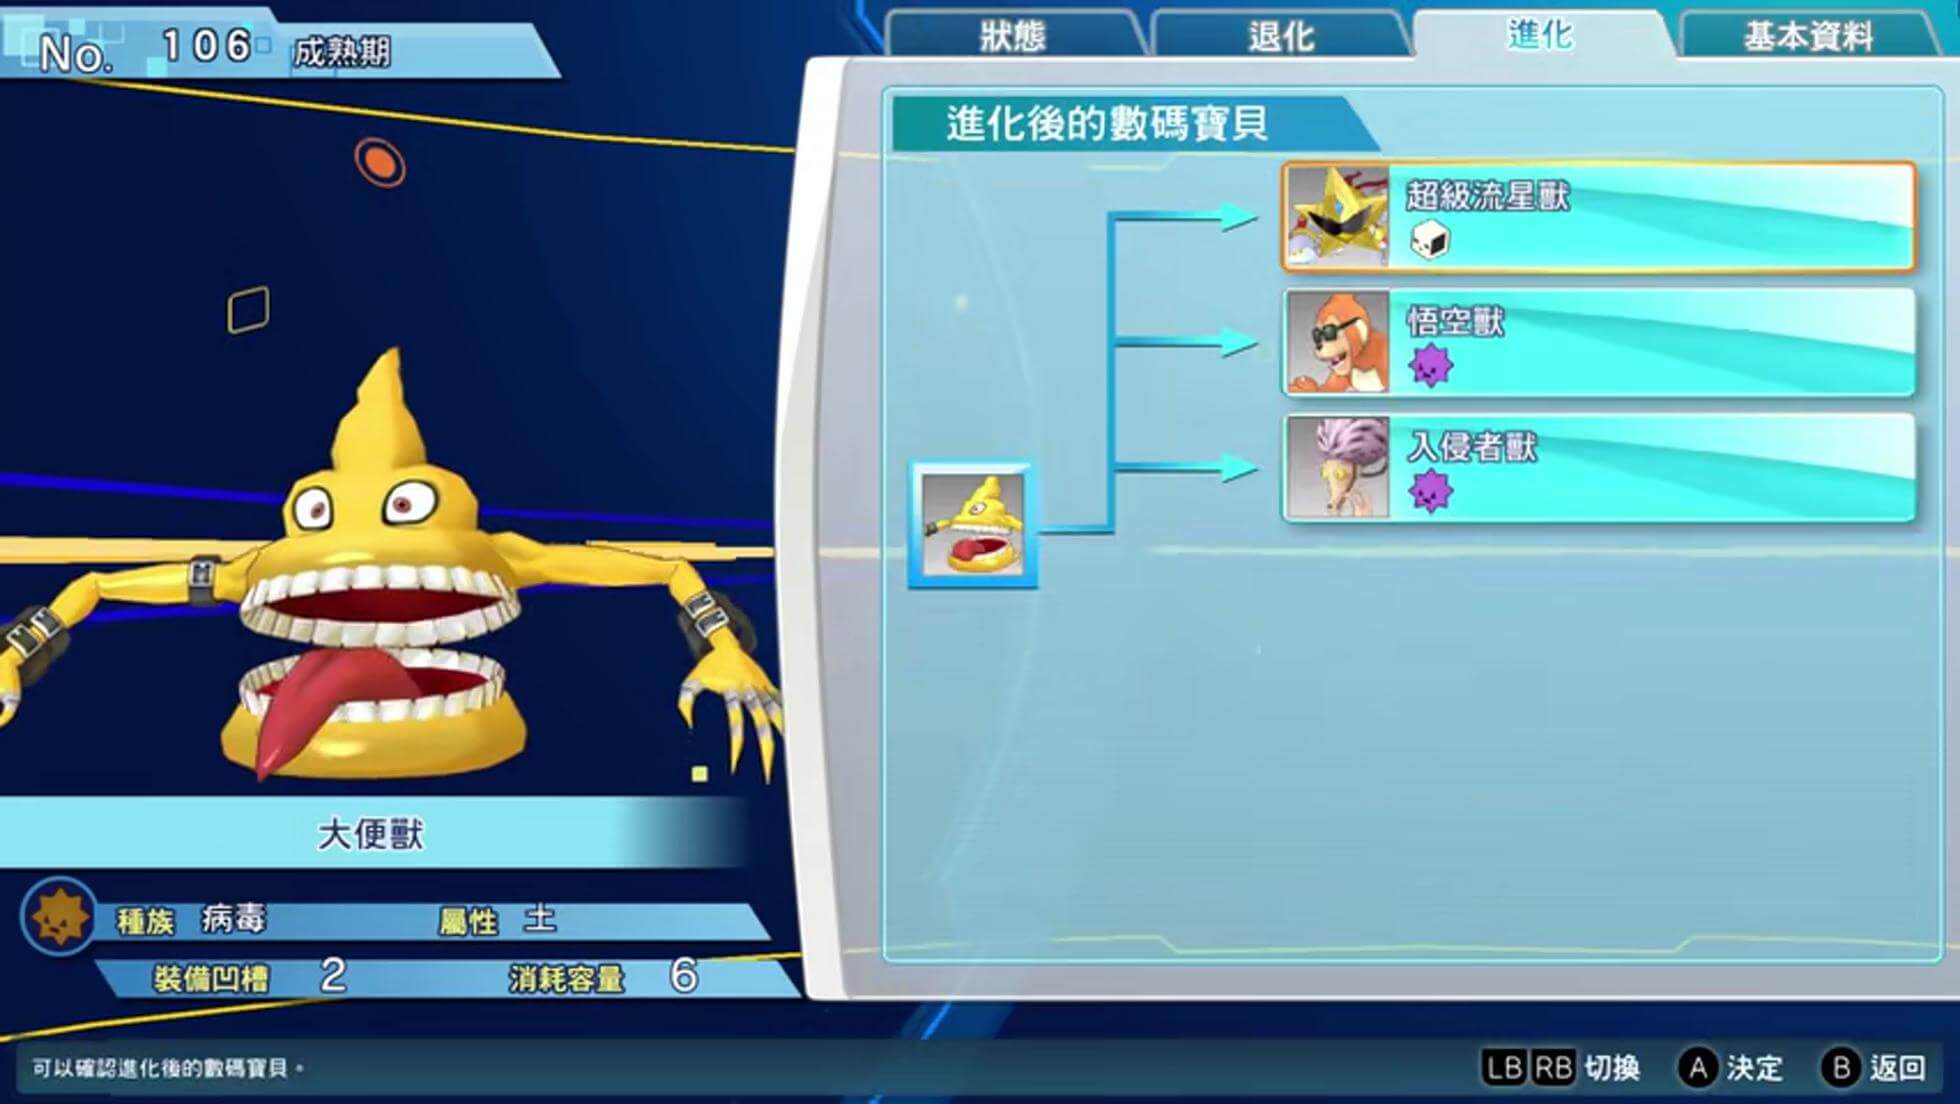 No. 106 成熟期
狀態 退化 進化 基本資料
進化後的數碼寶貝
超級流星獸
悟空獸
入侵者獸
大便獸
種族 病毒 屬性 土
裝備凹槽 2 消耗容量 6
可以確認進化後的數碼寶貝。
LB RB 切換 A 決定 B 返回